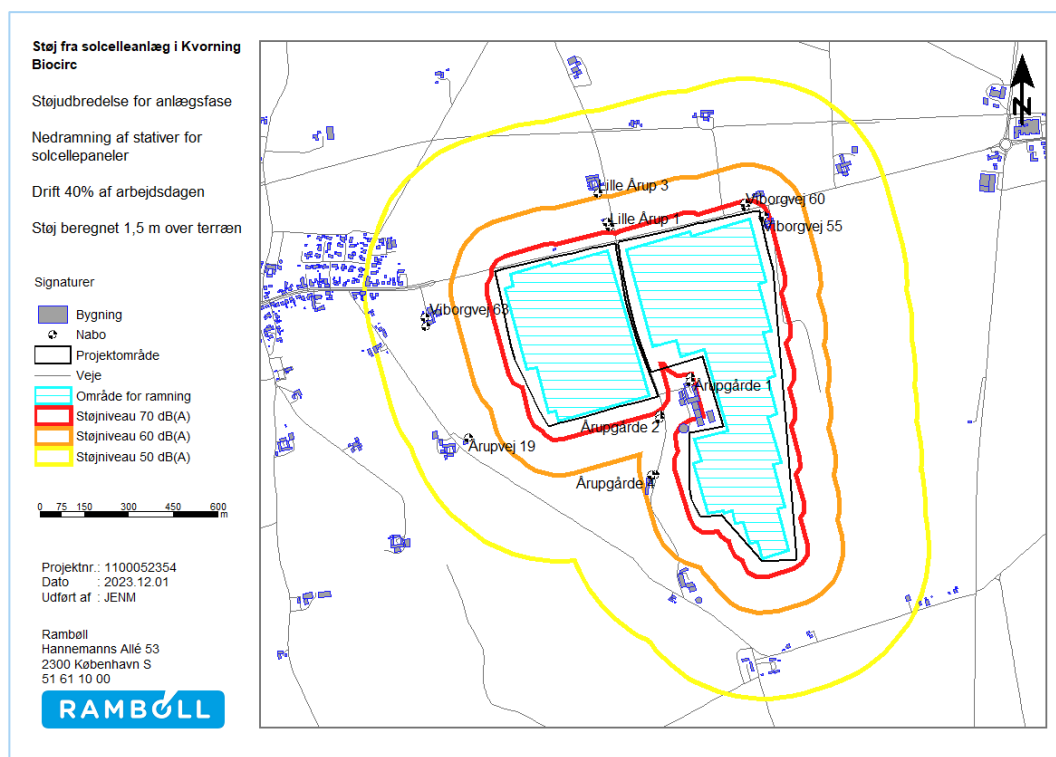 Støj fra solcelleanlæg i Kvorning
Biocirc
Støjudbredelse for anlægsfase
Nedramning af stativer for
solcellepaneler
Drift 40% af arbejdsdagen
Støj beregnet 1,5 m over terræn
Signaturer
Bygning
Nabo
Projektområde
Veje
Område for ramning
Støjniveau 70 dB(A)
Støjniveau 60 dB(A)
Støjniveau 50 dB(A)
0 75 150 300 450 600
m
Projektnr.: 1100052354
Dato : 2023.12.01
Udført af : JENM
Rambøll
Hannemanns Allé 53
2300 København S
51 61 10 00
RAMBOLL
N
Lille Årup 3
Viborgvej 60
Lille Årup 1
Viborgvej 55
Viborgvej 63
Årupgårde 1
Årupgårde 2
Årupvej 19
Årupgårde 4